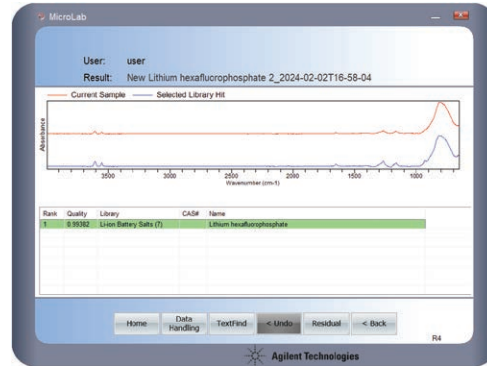 MicroLab
User: user
Result: New Lithium hexaflucrophosphate 2_2024-02-02T16-58-04
Current Sample Selected Library Hit
Absorbance
3500 3000 2500 2000 1500 1000
Wavenumber (cm-1)
Rank Quality Library CAS# Name
1 0.99382 Li-ion Battery Salts (7) Lithium hexafluorophosphate
Home Data Handling TextFind < Undo Residual < Back
R4
Agilent Technologies